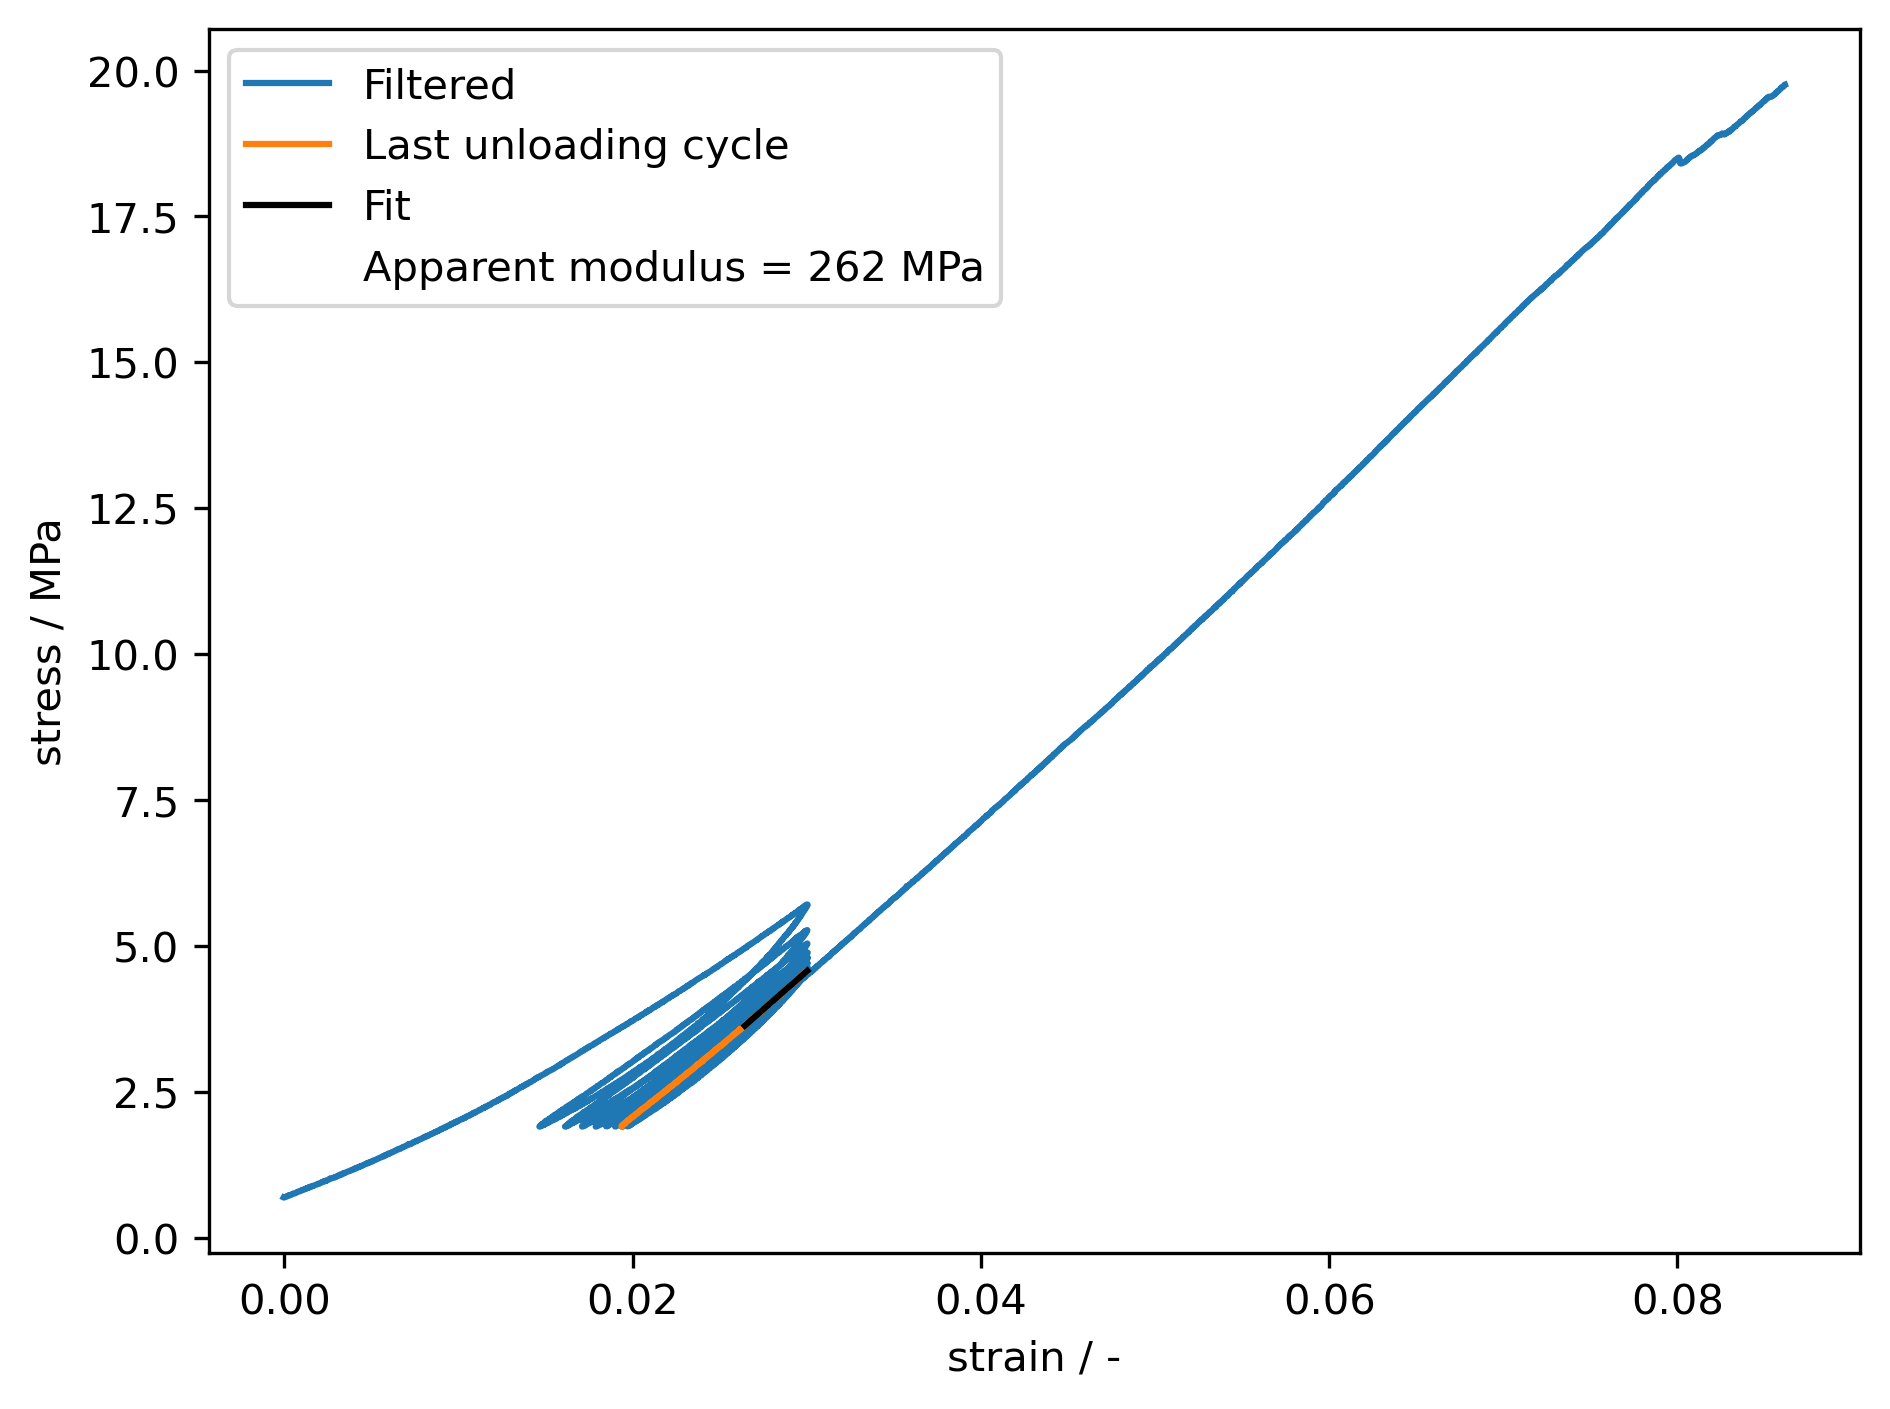 Filtered
Last unloading cycle
Fit
Apparent modulus = 262 MPa
20.0
17.5
15.0
12.5
10.0
7.5
5.0
2.5
0.0
stress / MPa
0.00 0.02 0.04 0.06 0.08
strain / -